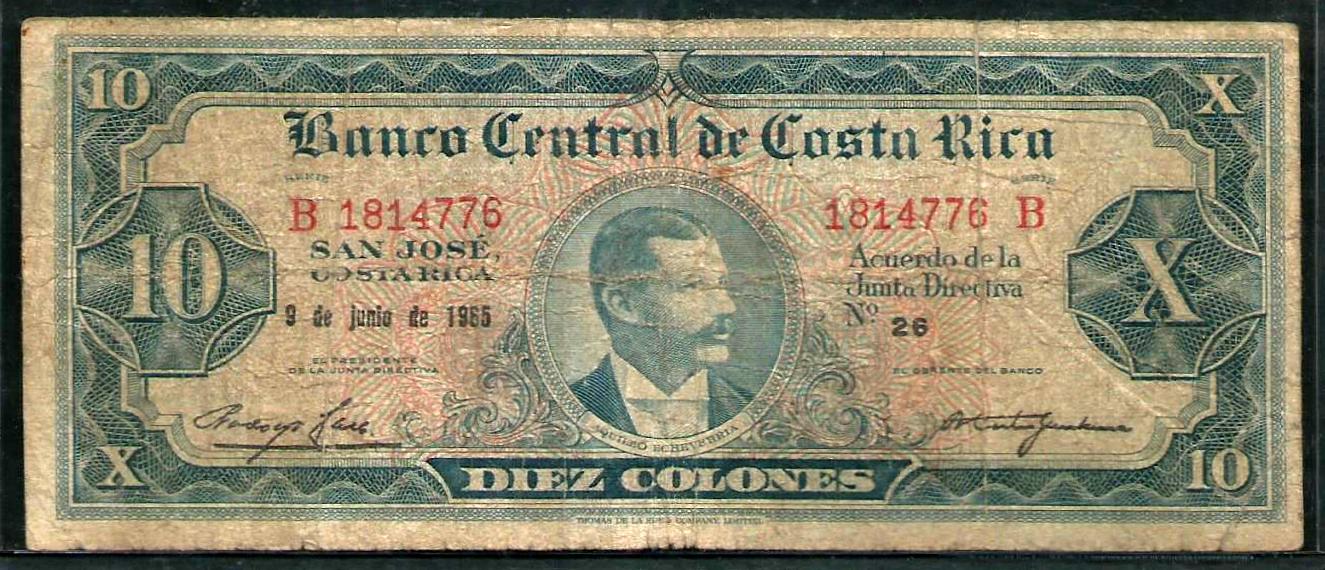 10 X
Banco Central de Costa Rica
SERIE SERIE
B 1814776 1814776 B
SAN JOSÉ,
COSTA RICA
Acuerdo de la
Junta Directiva
Nº 26
9 de junio de 1965
10 X
EL PRESIDENTE
DE LA JUNTA DIRECTIVA
EL GERENTE DEL BANCO
AQUILEO ECHEVERRIA
X 10
DIEZ COLONES
THOMAS DE LA RUE & COMPANY, LIMITED.